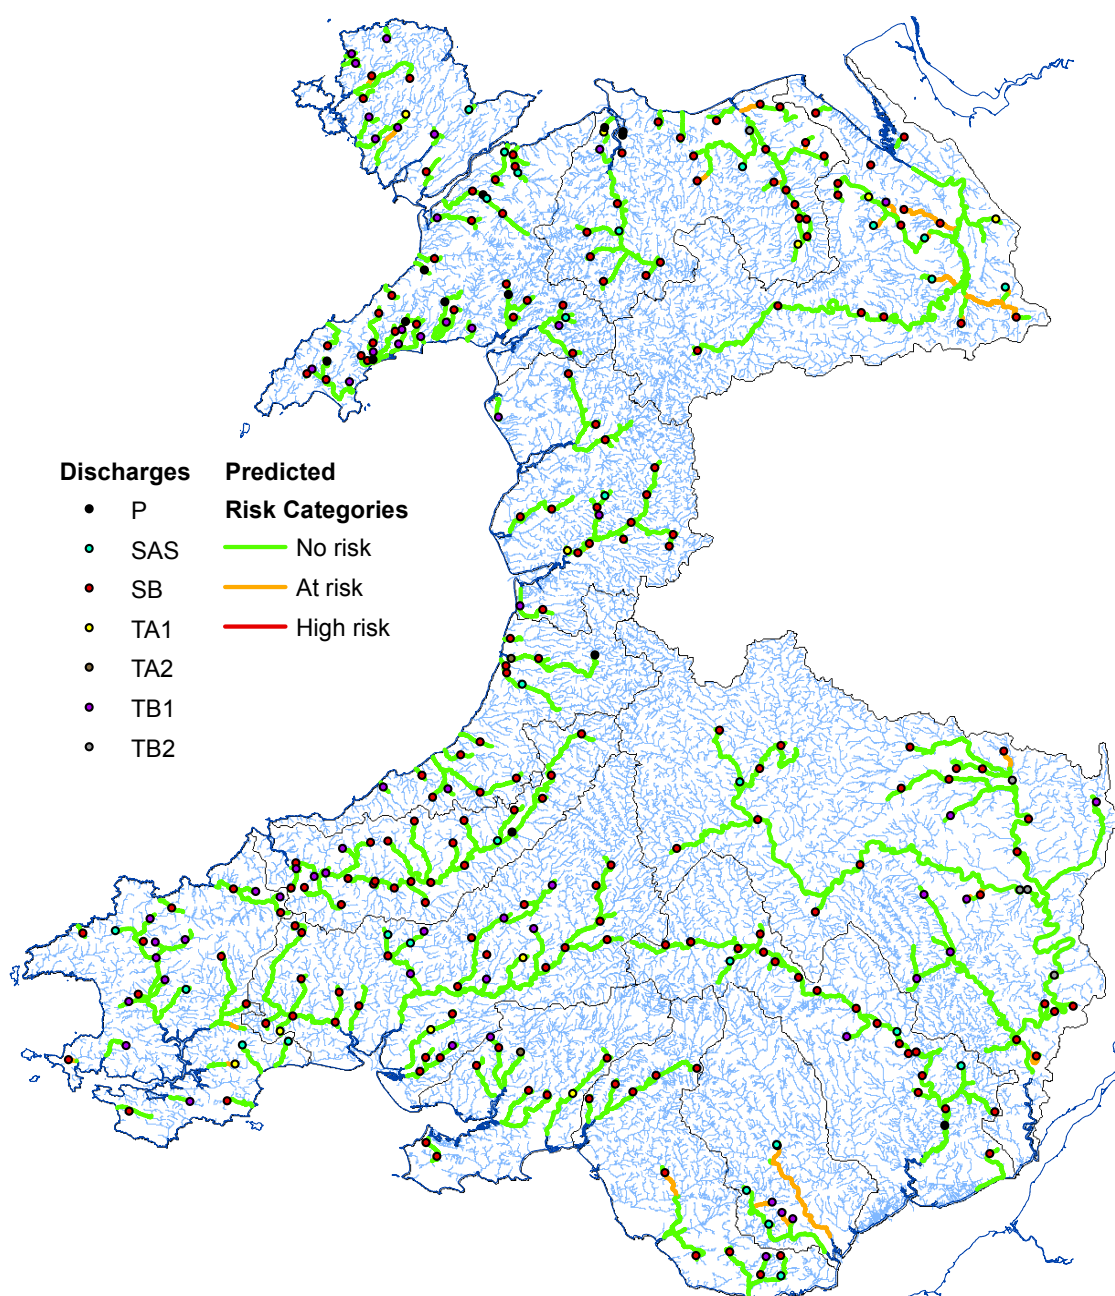 Discharges
P
SAS
SB
TA1
TA2
TB1
TB2
Predicted
Risk Categories
No risk
At risk
High risk